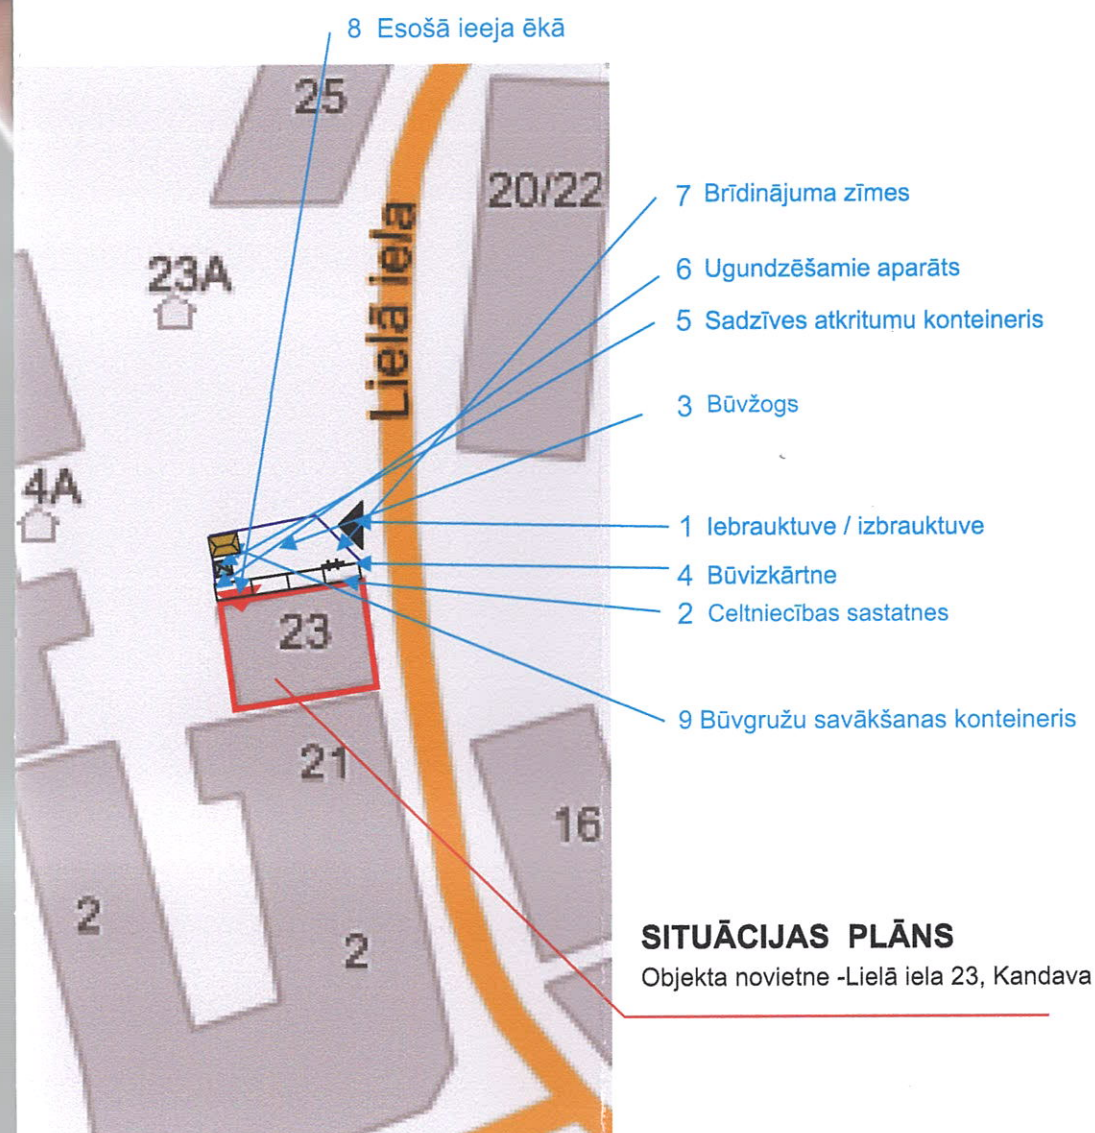 8 Esošā ieeja ēkā
25
20/22
7 Brīdinājuma zīmes
Lielā iela
23A
6 Ugundzēšamie aparāts
5 Sadzīves atkritumu konteineris
3 Būvžogs
4A
1 Iebrauktuve / izbrauktuve
4 Būvizkārtne
2 Celtniecības sastatnes
23
9 Būvgružu savākšanas konteineris
21
16
2
2
SITUĀCIJAS PLĀNS
Objekta novietne -Lielā iela 23, Kandava